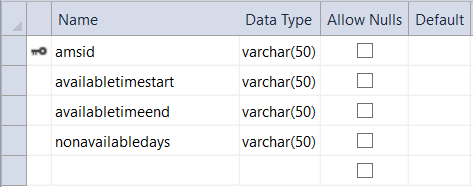 Name Data Type Allow Nulls Default
amsid varchar(50)
availabletimestart varchar(50)
availabletimeend varchar(50)
nonavailabledays varchar(50)